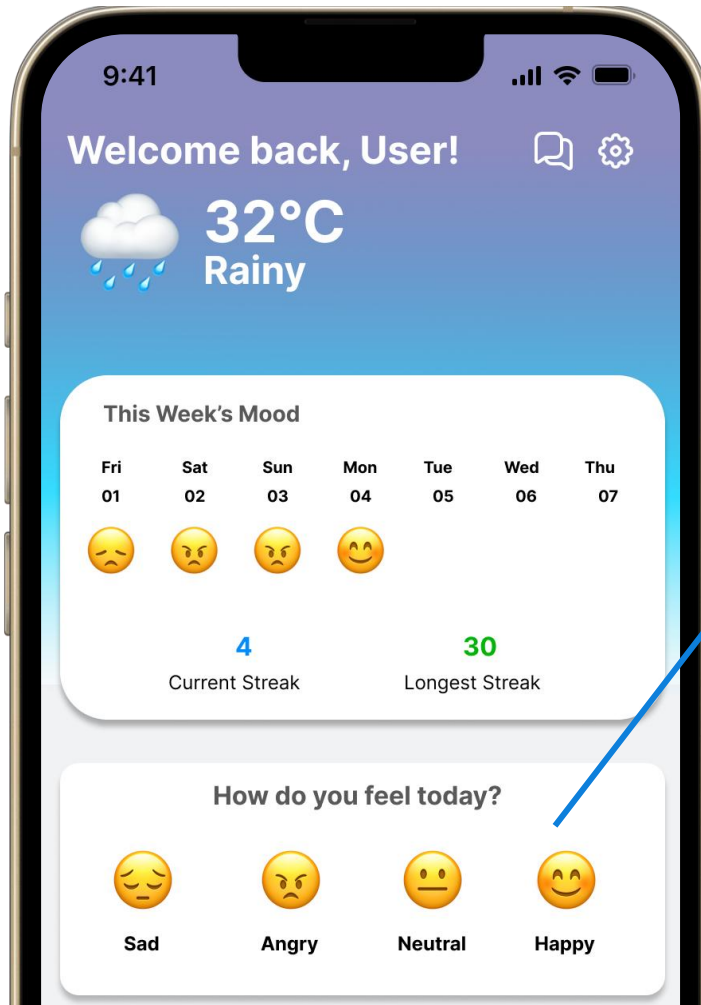 9:41
Welcome back, User!
32°C
Rainy
This Week's Mood
Fri Sat Sun Mon Tue Wed Thu
01 02 03 04 05 06 07
4 30
Current Streak Longest Streak
How do you feel today?
Sad Angry Neutral Happy